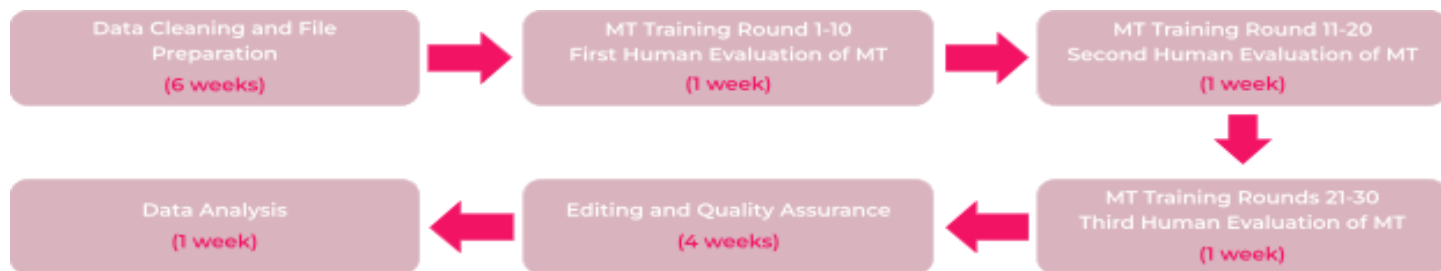 Data Cleaning and File
Preparation
(6 weeks)
MT Training Round 1-10
First Human Evaluation of MT
(1 week)
MT Training Round 11-20
Second Human Evaluation of MT
(1 week)
MT Training Rounds 21-30
Third Human Evaluation of MT
(1 week)
Editing and Quality Assurance
(4 weeks)
Data Analysis
(1 week)